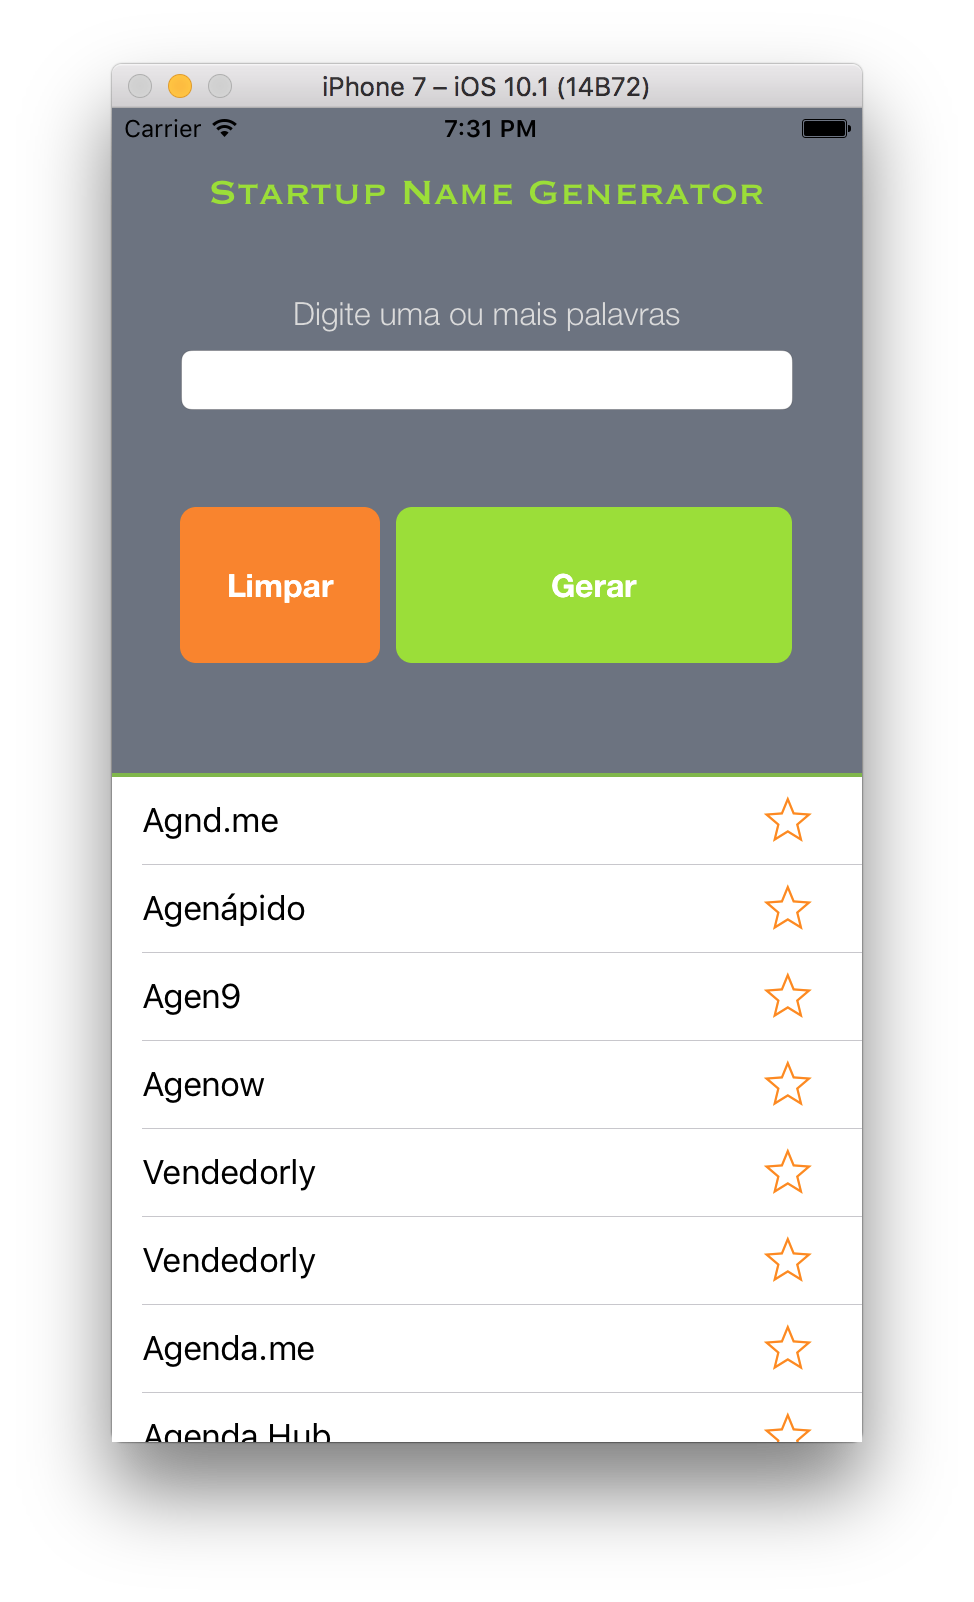 iPhone 7 – iOS 10.1 (14B72)
Carrier 7:31 PM
Startup Name Generator
Digite uma ou mais palavras
Limpar Gerar
Agnd.me
Agenápido
Agen9
Agenow
Vendedorly
Vendedorly
Agenda.me
Agenda Hub